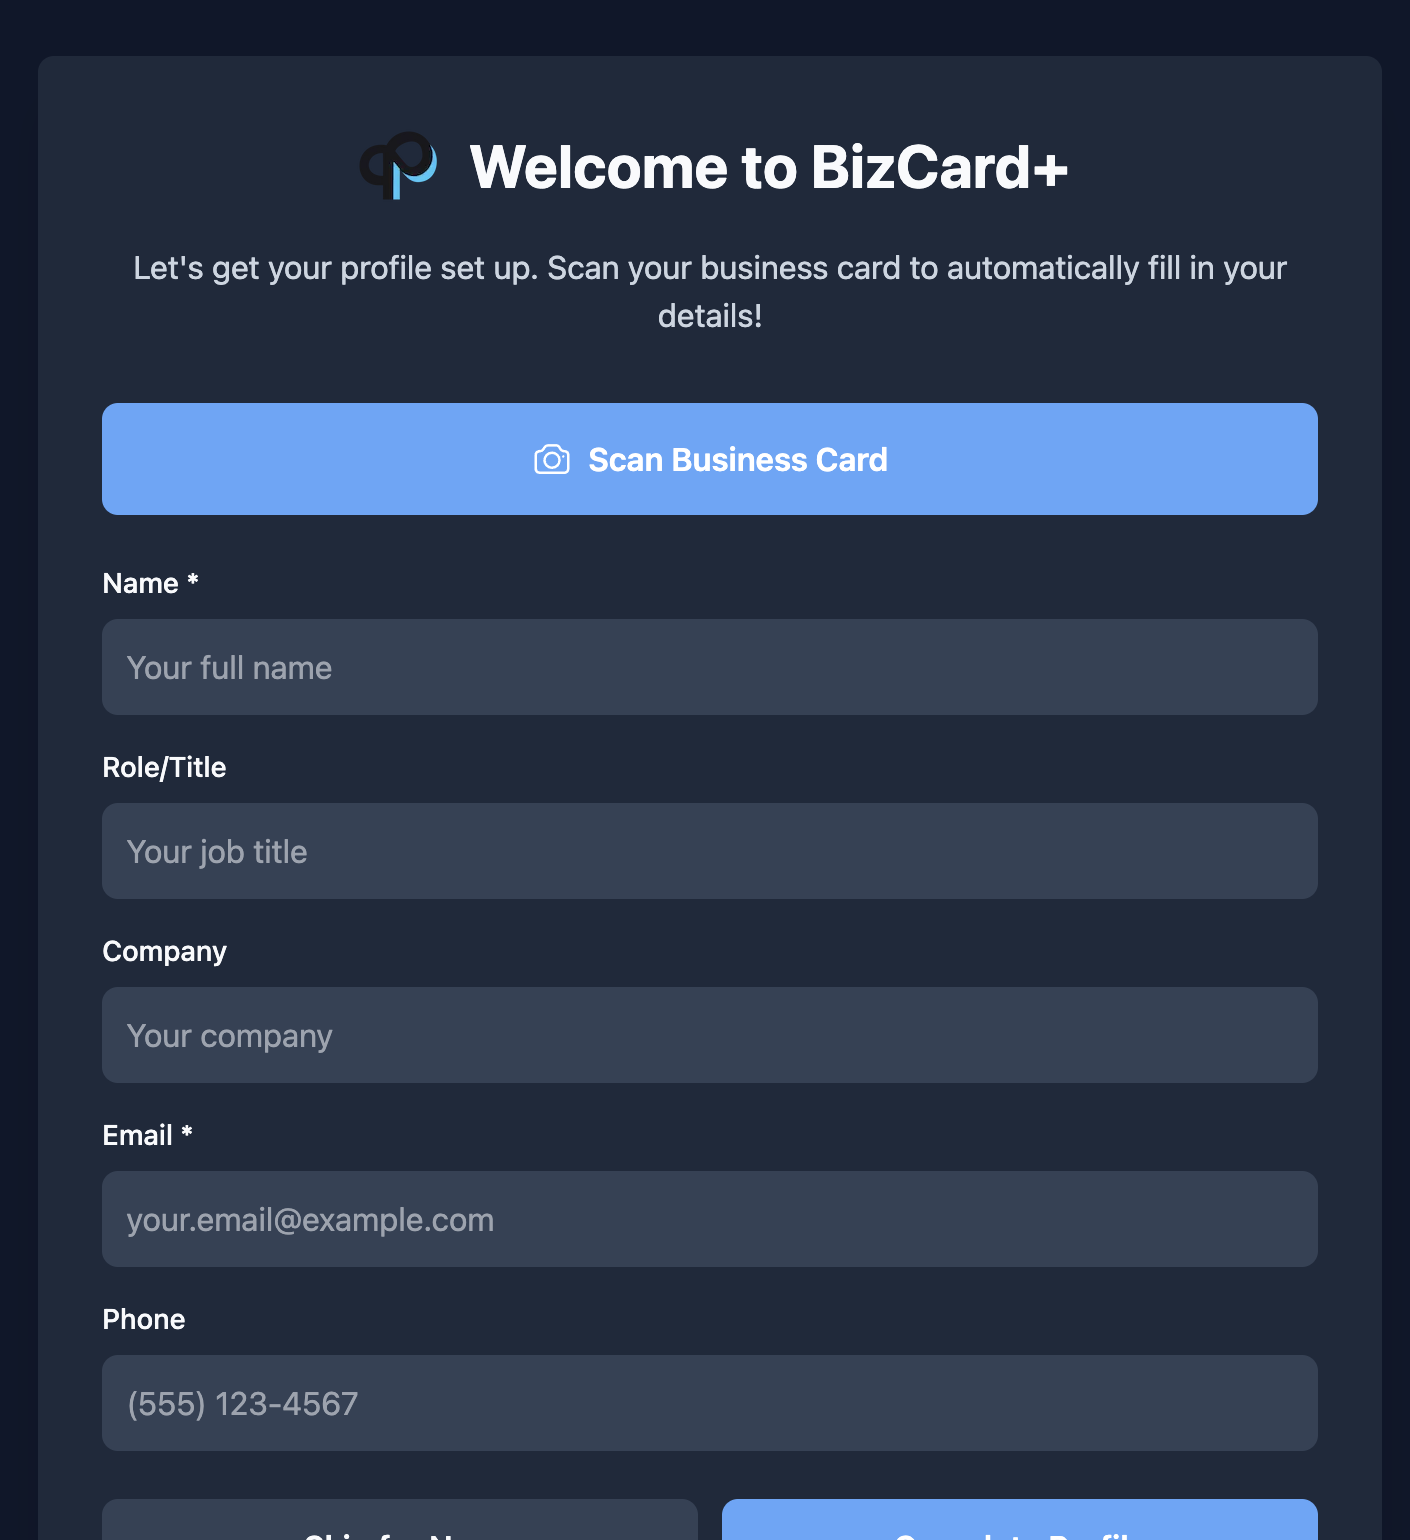 Welcome to BizCard+
Let's get your profile set up. Scan your business card to automatically fill in your
details!
Scan Business Card
Name *
Your full name
Role/Title
Your job title
Company
Your company
Email *
your.email@example.com
Phone
(555) 123-4567